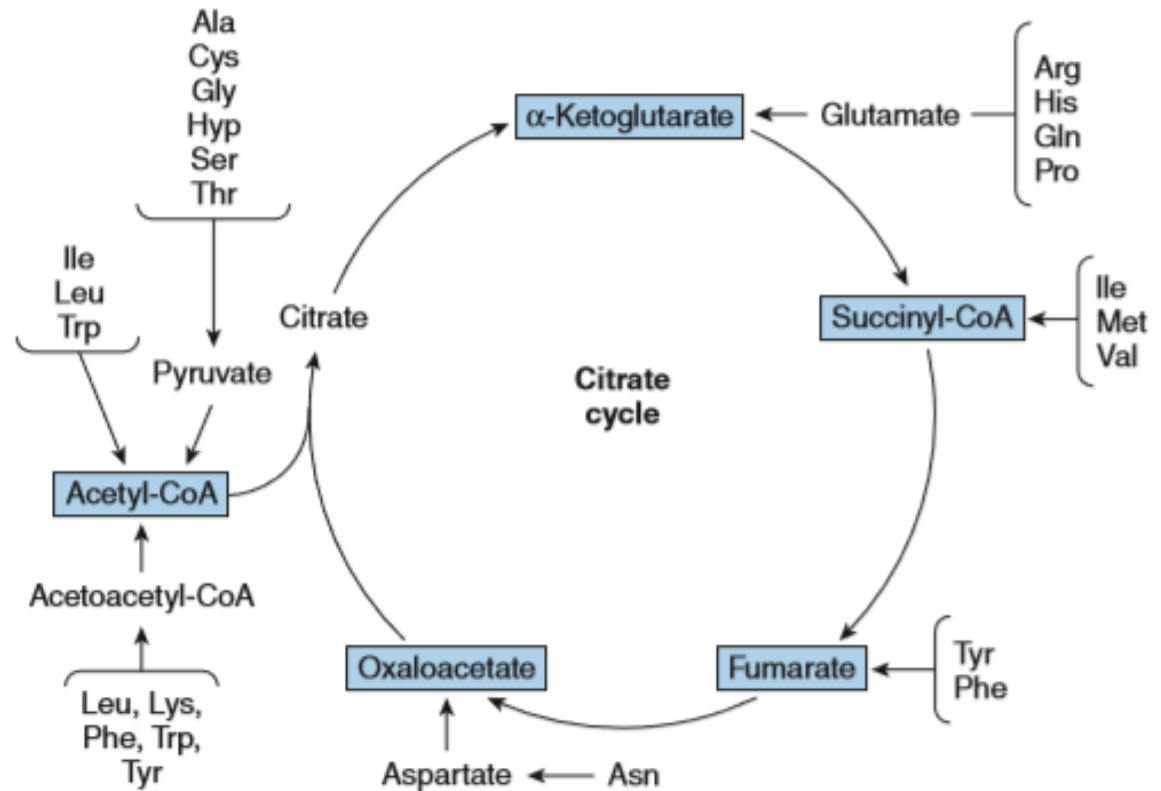 Ala
Cys
Gly
Hyp
Ser
Thr
α-Ketoglutarate
Glutamate
Arg
His
Gln
Pro
Ile
Leu
Trp
Citrate
Pyruvate
Succinyl-CoA
Ile
Met
Val
Citrate
cycle
Acetyl-CoA
Acetoacetyl-CoA
Leu, Lys,
Phe, Trp,
Tyr
Oxaloacetate
Fumarate
Tyr
Phe
Aspartate
Asn